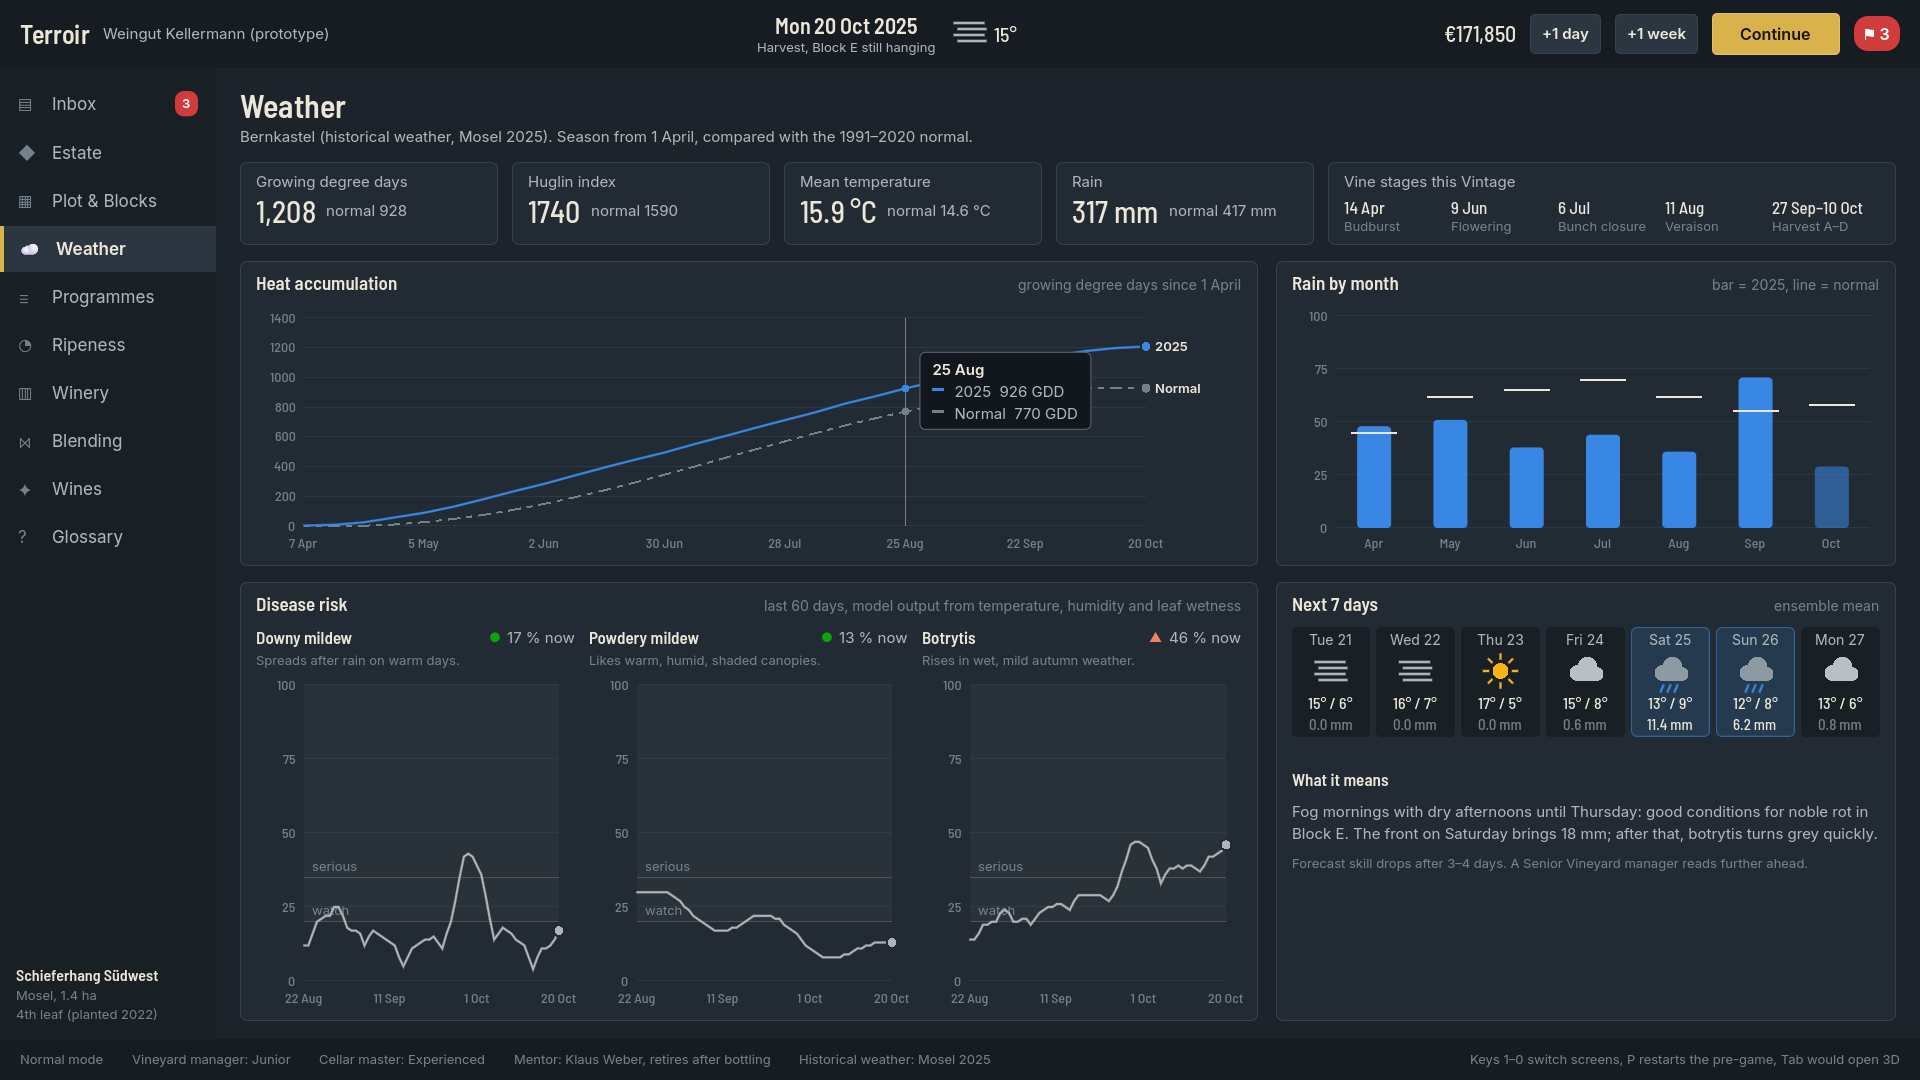 Terroir Weingut Kellermann (prototype)
Mon 20 Oct 2025
Harvest, Block E still hanging
15°
€171,850 +1 day +1 week Continue 3
Inbox 3
Estate
Plot & Blocks
Weather
Programmes
Ripeness
Winery
Blending
Wines
? Glossary
Schieferhang Südwest
Mosel, 1.4 ha
4th leaf (planted 2022)
Weather
Bernkastel (historical weather, Mosel 2025). Season from 1 April, compared with the 1991–2020 normal.
Growing degree days
1,208 normal 928
Huglin index
1740 normal 1590
Mean temperature
15.9 °C normal 14.6 °C
Rain
317 mm normal 417 mm
Vine stages this Vintage
14 Apr 9 Jun 6 Jul 11 Aug 27 Sep–10 Oct
Budburst Flowering Bunch closure Veraison Harvest A–D
Heat accumulation growing degree days since 1 April
1400
1200
1000
800
600
400
200
0
7 Apr 5 May 2 Jun 30 Jun 28 Jul 25 Aug 22 Sep 20 Oct
2025
Normal
25 Aug
2025 926 GDD
Normal 770 GDD
Rain by month bar = 2025, line = normal
100
75
50
25
0
Apr May Jun Jul Aug Sep Oct
Disease risk last 60 days, model output from temperature, humidity and leaf wetness
Downy mildew 17 % now
Spreads after rain on warm days.
100
75
50
serious
25
watch
0
22 Aug 11 Sep 1 Oct 20 Oct
Powdery mildew 13 % now
Likes warm, humid, shaded canopies.
100
75
50
serious
25
watch
0
22 Aug 11 Sep 1 Oct 20 Oct
Botrytis 46 % now
Rises in wet, mild autumn weather.
100
75
50
serious
25
watch
0
22 Aug 11 Sep 1 Oct 20 Oct
Next 7 days ensemble mean
Tue 21 Wed 22 Thu 23 Fri 24 Sat 25 Sun 26 Mon 27
15° / 6° 16° / 7° 17° / 5° 15° / 8° 13° / 9° 12° / 8° 13° / 6°
0.0 mm 0.0 mm 0.0 mm 0.6 mm 11.4 mm 6.2 mm 0.8 mm
What it means
Fog mornings with dry afternoons until Thursday: good conditions for noble rot in
Block E. The front on Saturday brings 18 mm; after that, botrytis turns grey quickly.
Forecast skill drops after 3–4 days. A Senior Vineyard manager reads further ahead.
Normal mode Vineyard manager: Junior Cellar master: Experienced Mentor: Klaus Weber, retires after bottling Historical weather: Mosel 2025
Keys 1–0 switch screens, P restarts the pre-game, Tab would open 3D